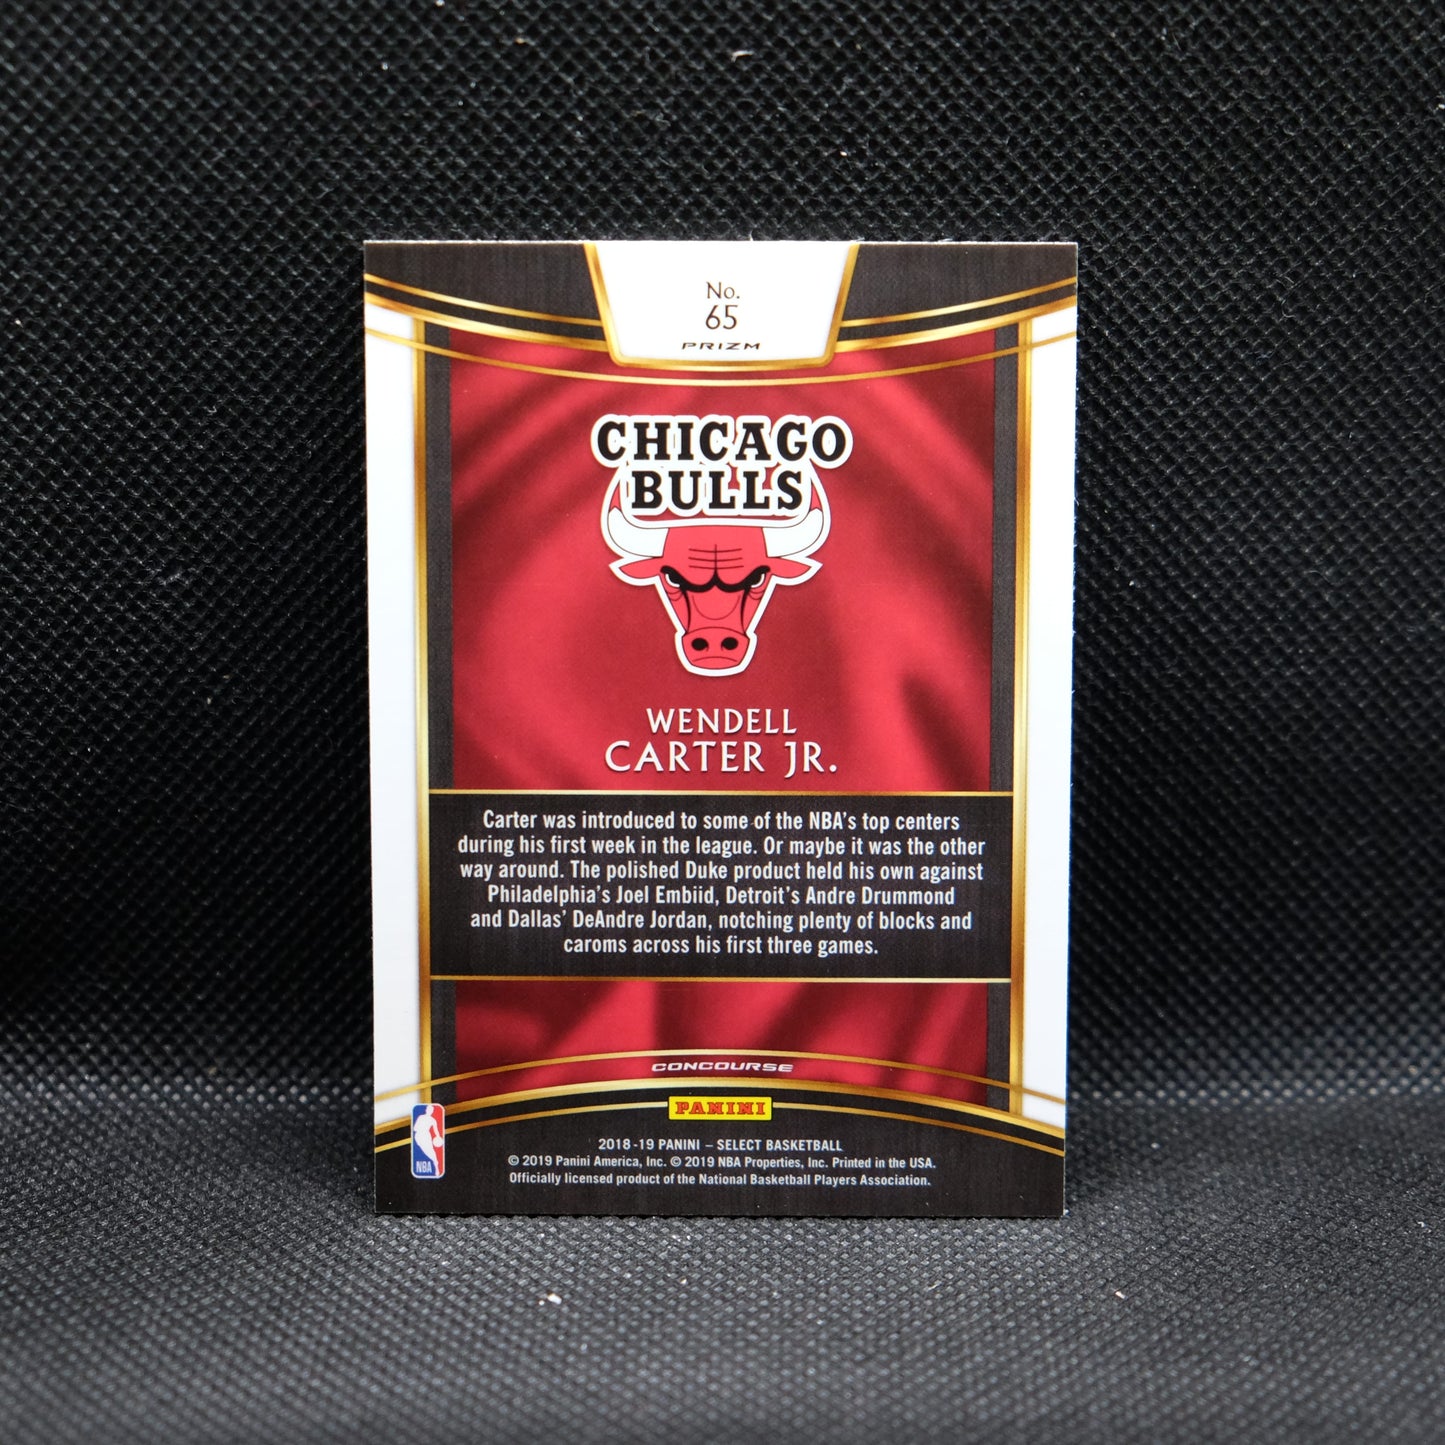 No.
65
PRIZM
CHICAGO
BULLS
WENDELL
CARTER JR.
Carter was introduced to some of the NBA's top centers
during his first week in the league. Or maybe it was the other
way around. The polished Duke product held his own against
Philadelphia's Joel Embiid, Detroit's Andre Drummond
and Dallas' DeAndre Jordan, notching plenty of blocks and
caroms across his first three games.
CONCOURSE
PANINI
NBA
2018-19 PANINI – SELECT BASKETBALL
© 2019 Panini America, Inc. © 2019 NBA Properties, Inc. Printed in the USA.
Officially licensed product of the National Basketball Players Association.